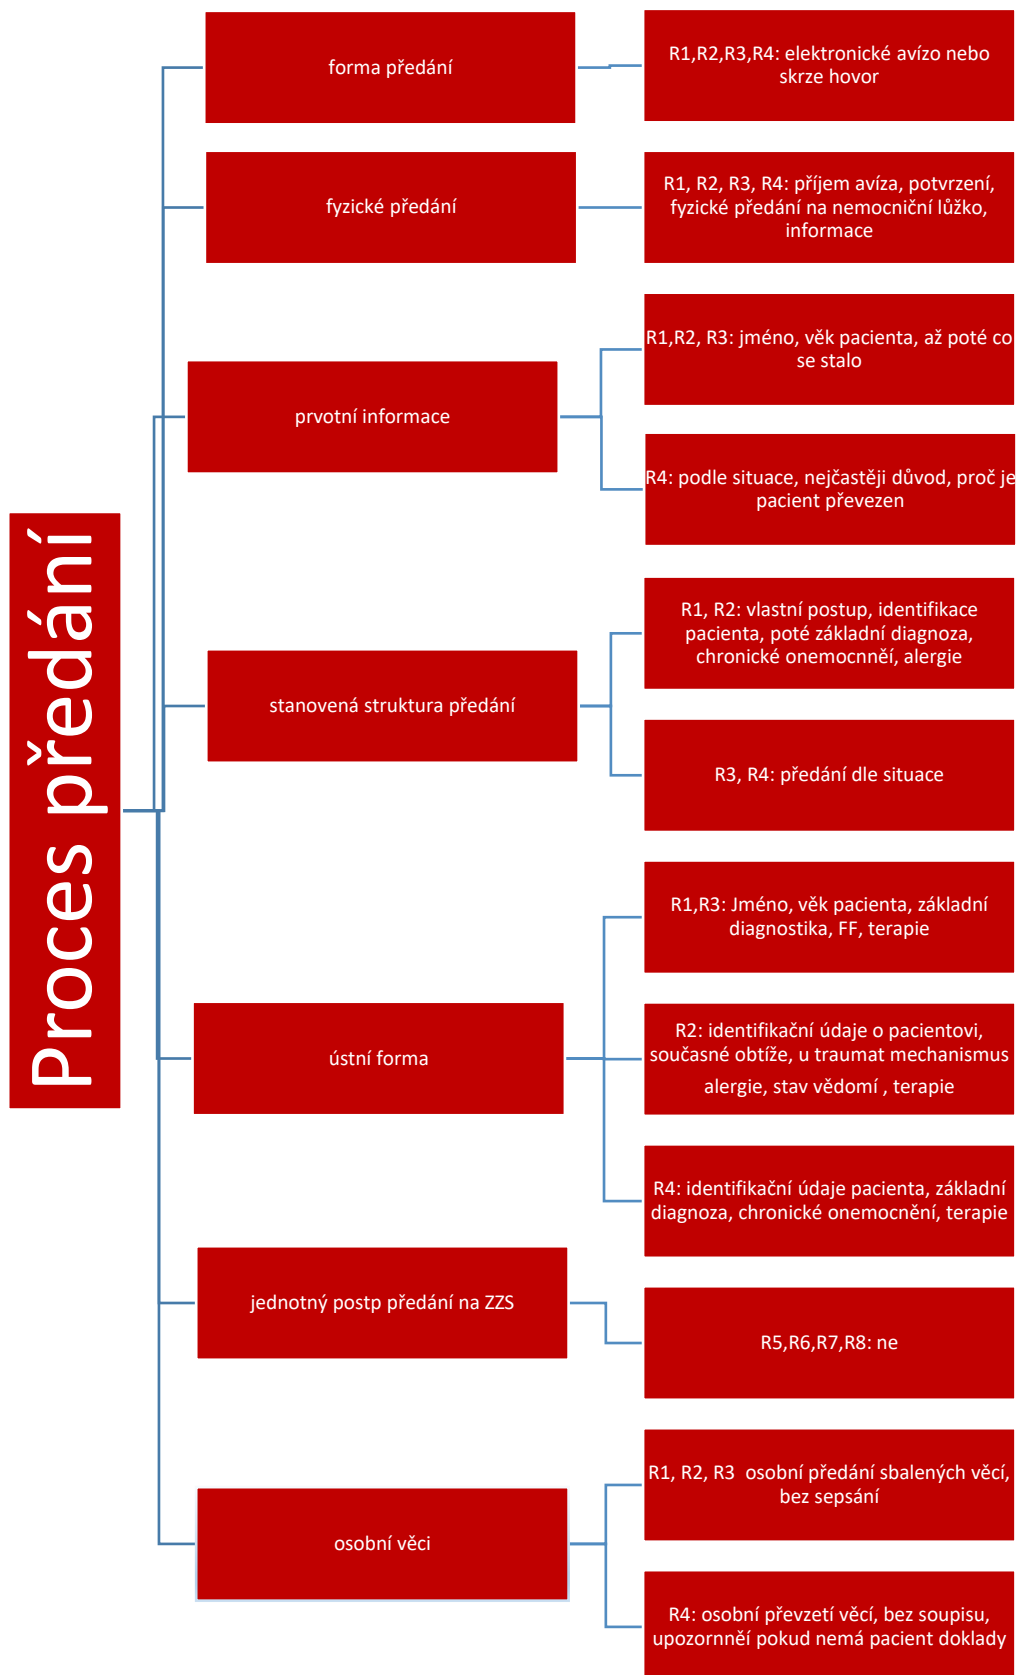 Proces předání
forma předání
R1,R2,R3,R4: elektronické avízo nebo
skrze hovor
fyzické předání
R1, R2, R3, R4: příjem avíza, potvrzení,
fyzické předání na nemocniční lůžko,
informace
prvotní informace
R1,R2, R3: jméno, věk pacienta, až poté co
se stalo
R4: podle situace, nejčastěji důvod, proč je
pacient převezen
stanovená struktura předání
R1, R2: vlastní postup, identifikace
pacienta, poté základní diagnoza,
chronické onemocnněí, alergie
R3, R4: předání dle situace
ústní forma
R1,R3: Jméno, věk pacienta, základní
diagnostika, FF, terapie
R2: identifikační údaje o pacientovi,
současné obtíže, u traumat mechanismus
alergie, stav vědomí , terapie
R4: identifikační údaje pacienta, základní
diagnoza, chronické onemocnění, terapie
jednotný postp předání na ZZS
R5,R6,R7,R8: ne
osobní věci
R1, R2, R3  osobní předání sbalených věcí,
bez sepsání
R4: osobní převzetí věcí, bez soupisu,
upozornněí pokud nemá pacient doklady